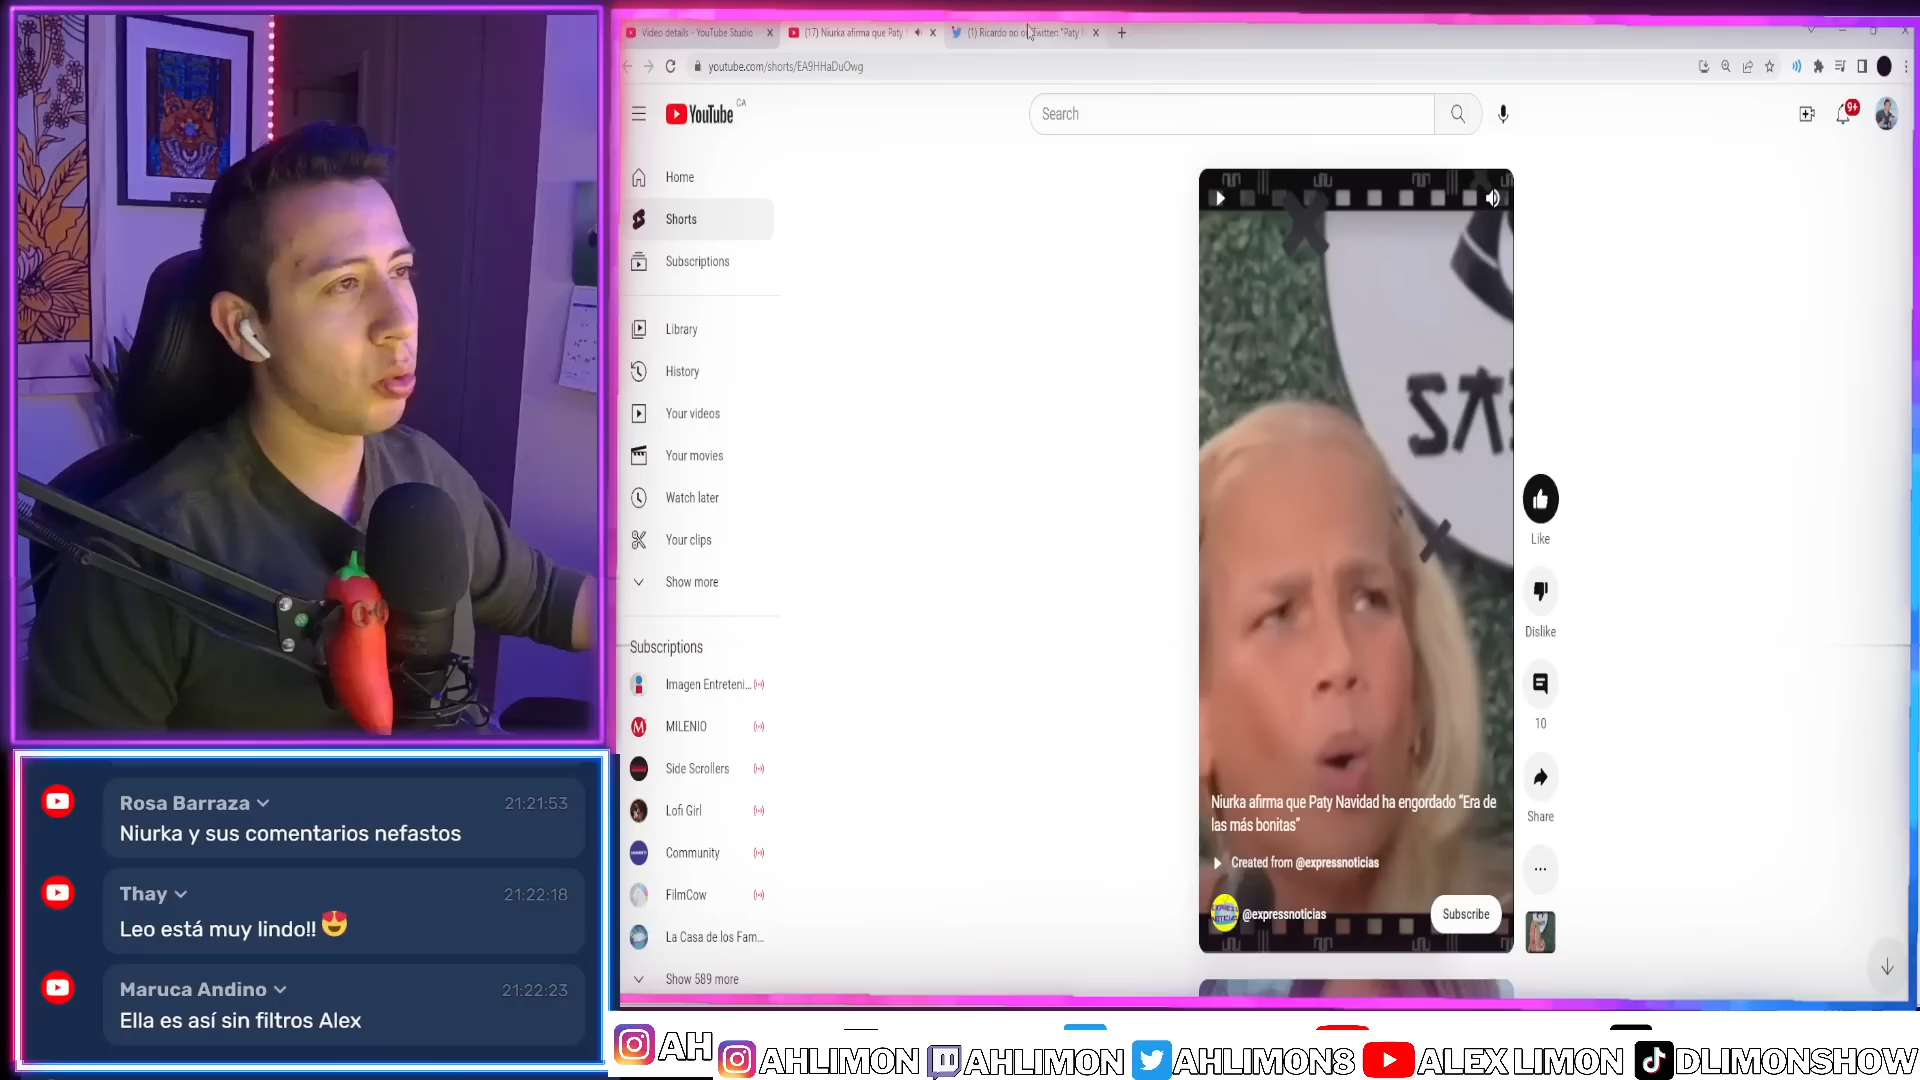 Video details - YouTube Studio
(17) Niurka afirma que Paty
(1) Ricardo
Twitter: "Paty
youtube.com/shorts/EA9HHaDuOwg
YouTube CA
Search
9+
Home
Shorts
Subscriptions
Library
History
Your videos
Your movies
Watch later
Your clips
Show more
Subscriptions
Imagen Entreteni...
MILENIO
Side Scrollers
Lofi Girl
Community
FilmCow
La Casa de los Fam...
Show 589 more
Niurka afirma que Paty Navidad ha engordado “Era de
las más bonitas”
Created from @expressnoticias
@expressnoticias
Subscribe
Like
Dislike
10
Share
Rosa Barraza 21:21:53
Niurka y sus comentarios nefastos
Thay 21:22:18
Leo está muy lindo!! 😍
Maruca Andino 21:22:23
Ella es así sin filtros Alex
AH
AHLIMON
AHLIMON
AHLIMON8
ALEX LIMON
DLIMONSHOW